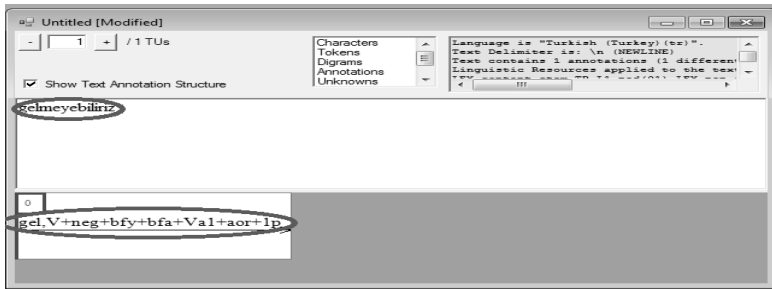 Untitled [Modified]
- 1 + / 1 TUs
Show Text Annotation Structure
Characters
Tokens
Digrams
Annotations
Unknowns
Language is "Turkish (Turkey) (tr)".
Text Delimiter is: \n (NEWLINE)
Text contains 1 annotations (1 different
Linguistic Resources applied to the text
gelmeyebiliriz
0
gel,V+neg+bfy+bfa+Va1+aor+1p